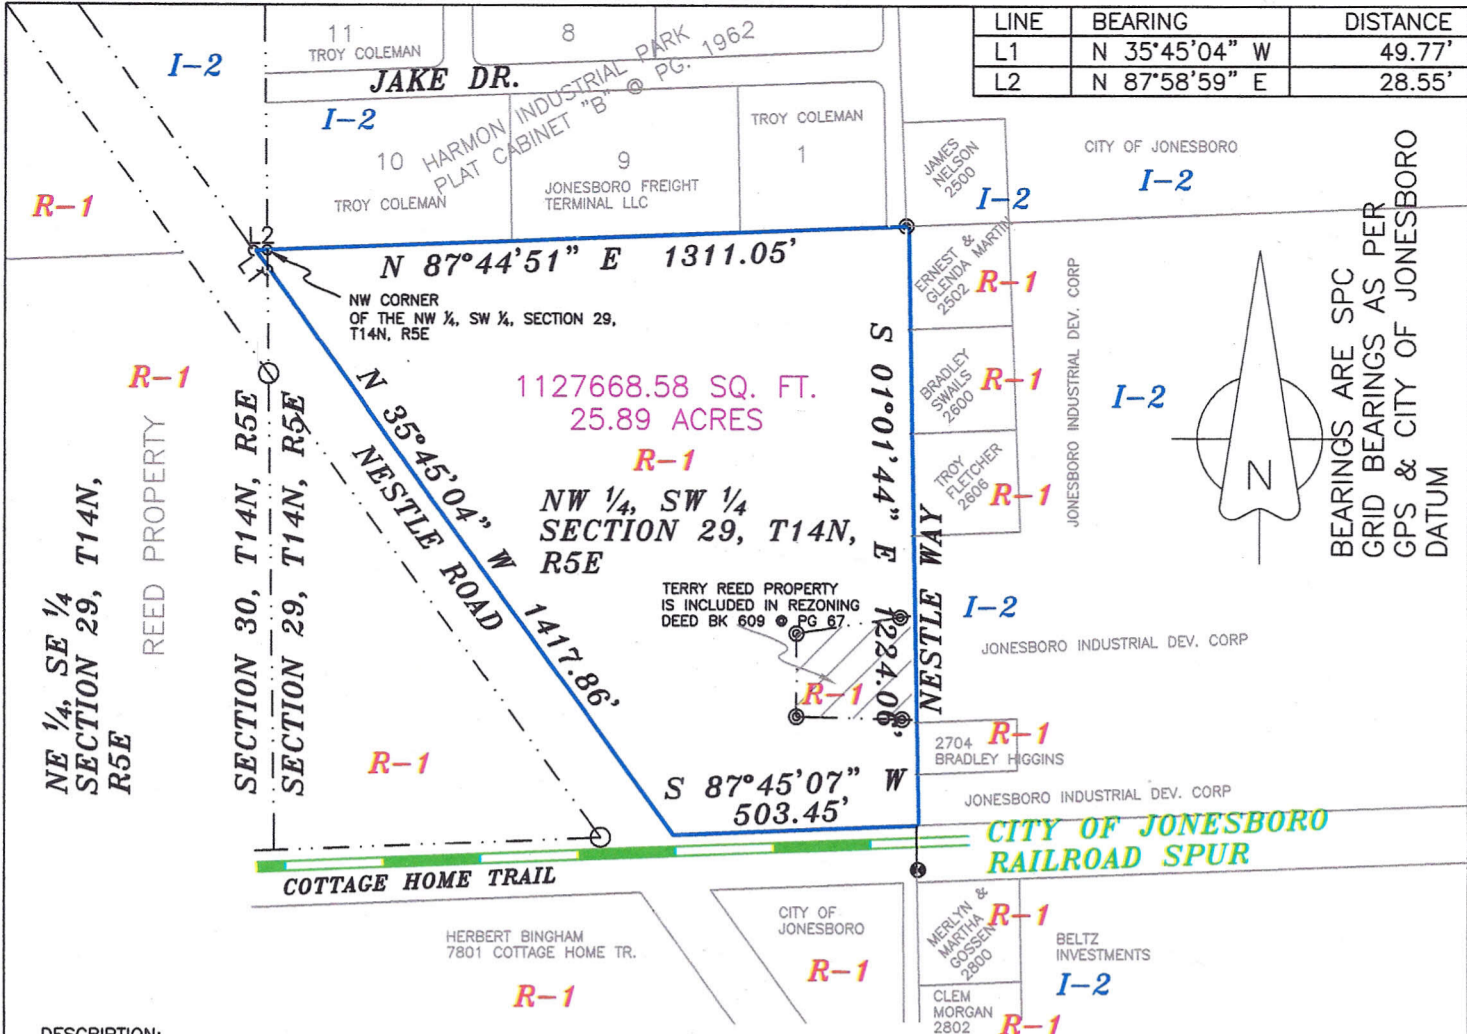 LINE BEARING DISTANCE
L1 N 35°45'04" W 49.77'
L2 N 87°58'59" E 28.55'
11
TROY COLEMAN
8
I-2
JAKE DR.
HARMON INDUSTRIAL PARK
PLAT CABINET "B" @ PG. 1962
I-2
10
TROY COLEMAN
9
JONESBORO FREIGHT
TERMINAL LLC
TROY COLEMAN
1
JAMES
NELSON
2500
I-2
CITY OF JONESBORO
I-2
R-1
L2
L1
N 87°44'51" E 1311.05'
NW CORNER
OF THE NW ¼, SW ¼, SECTION 29,
T14N, R5E
ERNEST &
GLENDA MARTIN
2502
R-1
BRADLEY
SWAILS
2600
R-1
TROY
FLETCHER
2606
R-1
JONESBORO INDUSTRIAL DEV. CORP
I-2
N
BEARINGS ARE SPC
GRID BEARINGS AS PER
GPS & CITY OF JONESBORO
DATUM
R-1
REED PROPERTY
NE ¼, SE ¼
SECTION 29, T14N,
R5E
SECTION 30, T14N, R5E
SECTION 29, T14N, R5E
N 35°45'04" W 1417.86'
NESTLE ROAD
1127668.58 SQ. FT.
25.89 ACRES
R-1
NW ¼, SW ¼
SECTION 29, T14N,
R5E
S 01°01'44" E 1224.06'
NESTLE WAY
TERRY REED PROPERTY
IS INCLUDED IN REZONING
DEED BK 609 @ PG 67.
R-1
I-2
JONESBORO INDUSTRIAL DEV. CORP
R-1
2704
BRADLEY HIGGINS
R-1
S 87°45'07" W
503.45'
JONESBORO INDUSTRIAL DEV. CORP
CITY OF JONESBORO
RAILROAD SPUR
COTTAGE HOME TRAIL
HERBERT BINGHAM
7801 COTTAGE HOME TR.
R-1
CITY OF
JONESBORO
R-1
MERLYN &
MARTHA
GOSSEN
2800
R-1
BELTZ
INVESTMENTS
I-2
CLEM
MORGAN
2802
R-1
DESCRIPTION: